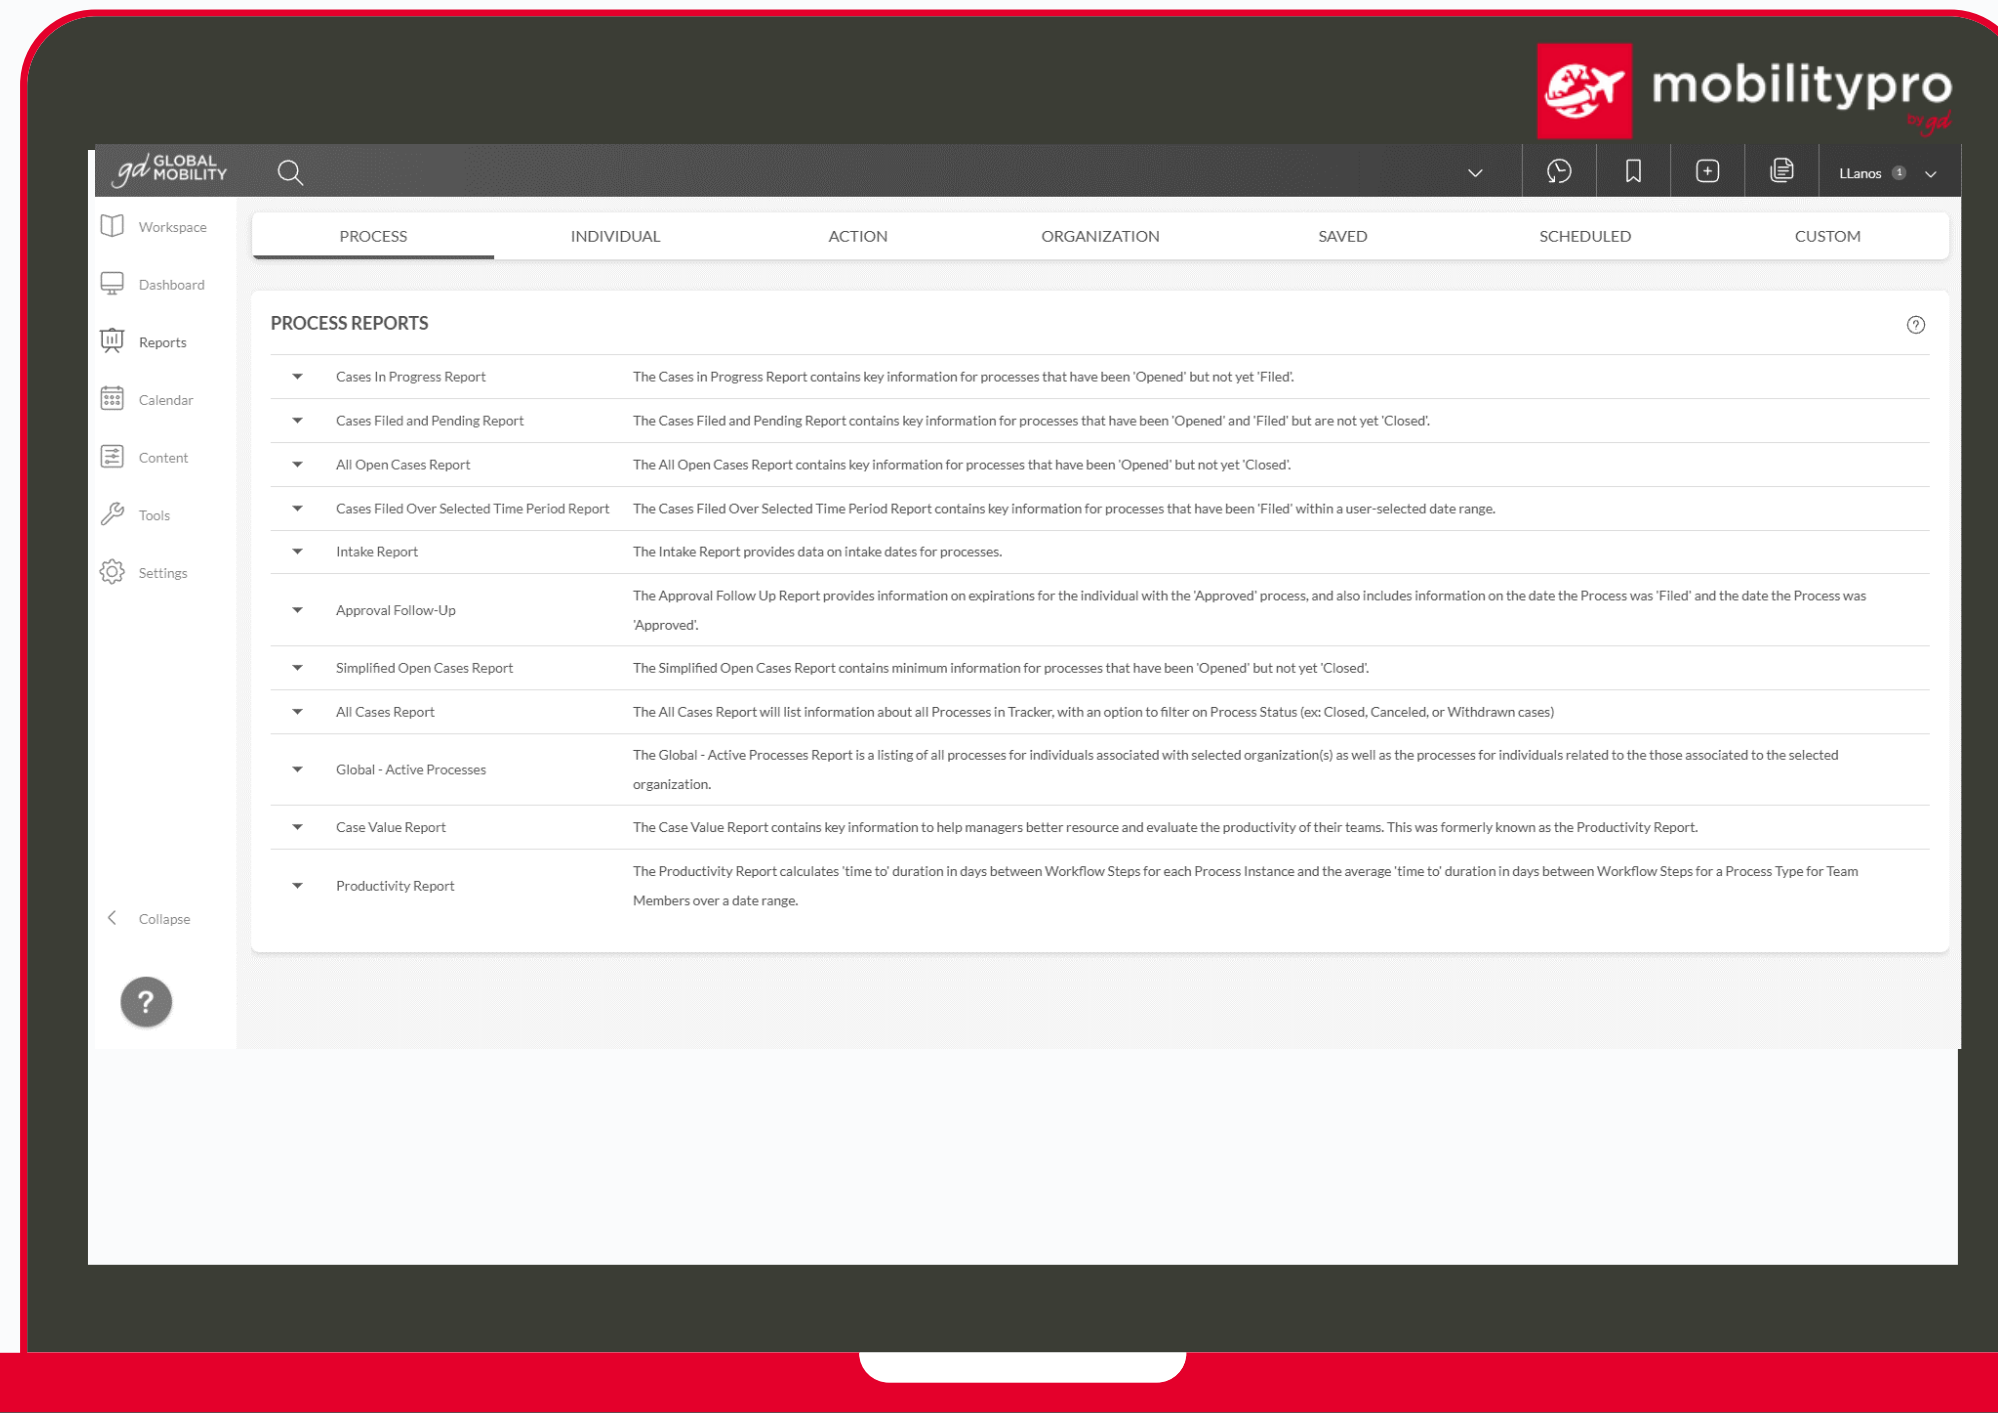 mobilitypro
by gd
gd GLOBAL
MOBILITY
LLanos 1
Workspace
Dashboard
Reports
Calendar
Content
Tools
Settings
Collapse
?
PROCESS INDIVIDUAL ACTION ORGANIZATION SAVED SCHEDULED CUSTOM
PROCESS REPORTS ?
Cases In Progress Report The Cases in Progress Report contains key information for processes that have been 'Opened' but not yet 'Filed'.
Cases Filed and Pending Report The Cases Filed and Pending Report contains key information for processes that have been 'Opened' and 'Filed' but are not yet 'Closed'.
All Open Cases Report The All Open Cases Report contains key information for processes that have been 'Opened' but not yet 'Closed'.
Cases Filed Over Selected Time Period Report The Cases Filed Over Selected Time Period Report contains key information for processes that have been 'Filed' within a user-selected date range.
Intake Report The Intake Report provides data on intake dates for processes.
Approval Follow-Up The Approval Follow Up Report provides information on expirations for the individual with the 'Approved' process, and also includes information on the date the Process was 'Filed' and the date the Process was
'Approved'.
Simplified Open Cases Report The Simplified Open Cases Report contains minimum information for processes that have been 'Opened' but not yet 'Closed'.
All Cases Report The All Cases Report will list information about all Processes in Tracker, with an option to filter on Process Status (ex: Closed, Canceled, or Withdrawn cases)
Global - Active Processes The Global - Active Processes Report is a listing of all processes for individuals associated with selected organization(s) as well as the processes for individuals related to the those associated to the selected
organization.
Case Value Report The Case Value Report contains key information to help managers better resource and evaluate the productivity of their teams. This was formerly known as the Productivity Report.
Productivity Report The Productivity Report calculates 'time to' duration in days between Workflow Steps for each Process Instance and the average 'time to' duration in days between Workflow Steps for a Process Type for Team
Members over a date range.